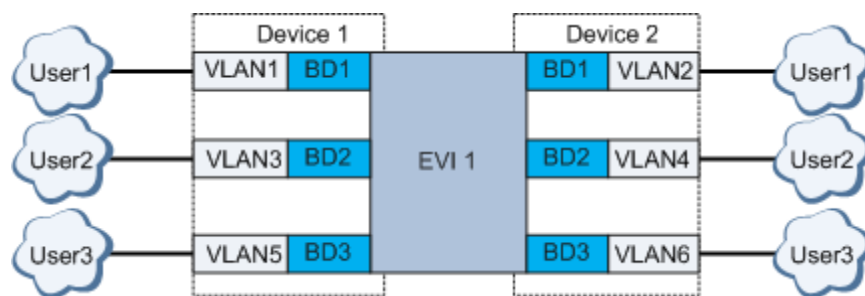 Device 1 Device 2
User1 VLAN1 BD1 BD1 VLAN2 User1
User2 VLAN3 BD2 EVI 1 BD2 VLAN4 User2
User3 VLAN5 BD3 BD3 VLAN6 User3